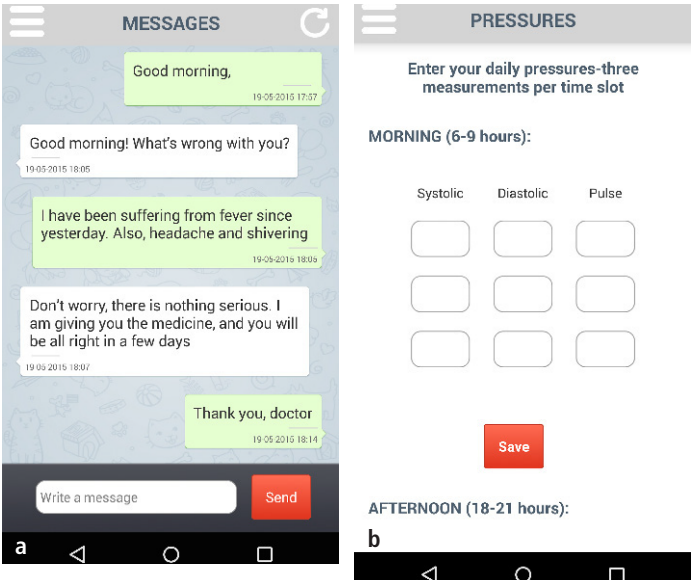 MESSAGES
Good morning,
19-05-2015 17:57
Good morning! What's wrong with you?
19-05-2015 18:05
I have been suffering from fever since
yesterday. Also, headache and shivering
19-05-2015 18:05
Don't worry, there is nothing serious. I
am giving you the medicine, and you will
be all right in a few days
19 05 2015 18:07
Thank you, doctor
19 05 2015 18:14
Write a message
Send
a
PRESSURES
Enter your daily pressures-three
measurements per time slot
MORNING (6-9 hours):
Systolic Diastolic Pulse
Save
AFTERNOON (18-21 hours):
b